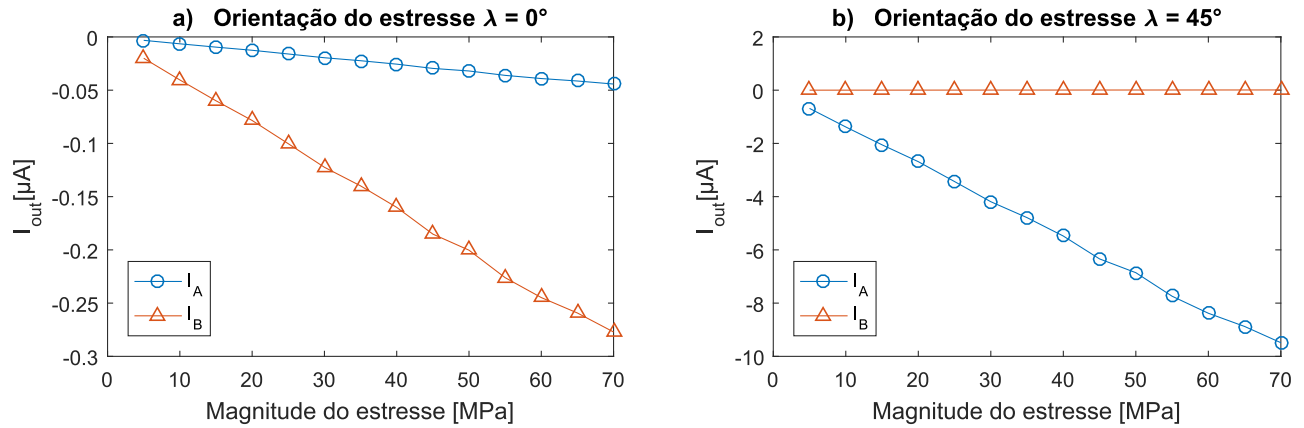 a) Orientação do estresse λ = 0°
0
-0.05
-0.1
-0.15
-0.2
-0.25
-0.3
I_out[µA]
I_A
I_B
0 10 20 30 40 50 60 70
Magnitude do estresse [MPa]
b) Orientação do estresse λ = 45°
2
0
-2
-4
-6
-8
-10
I_out[µA]
I_A
I_B
0 10 20 30 40 50 60 70
Magnitude do estresse [MPa]